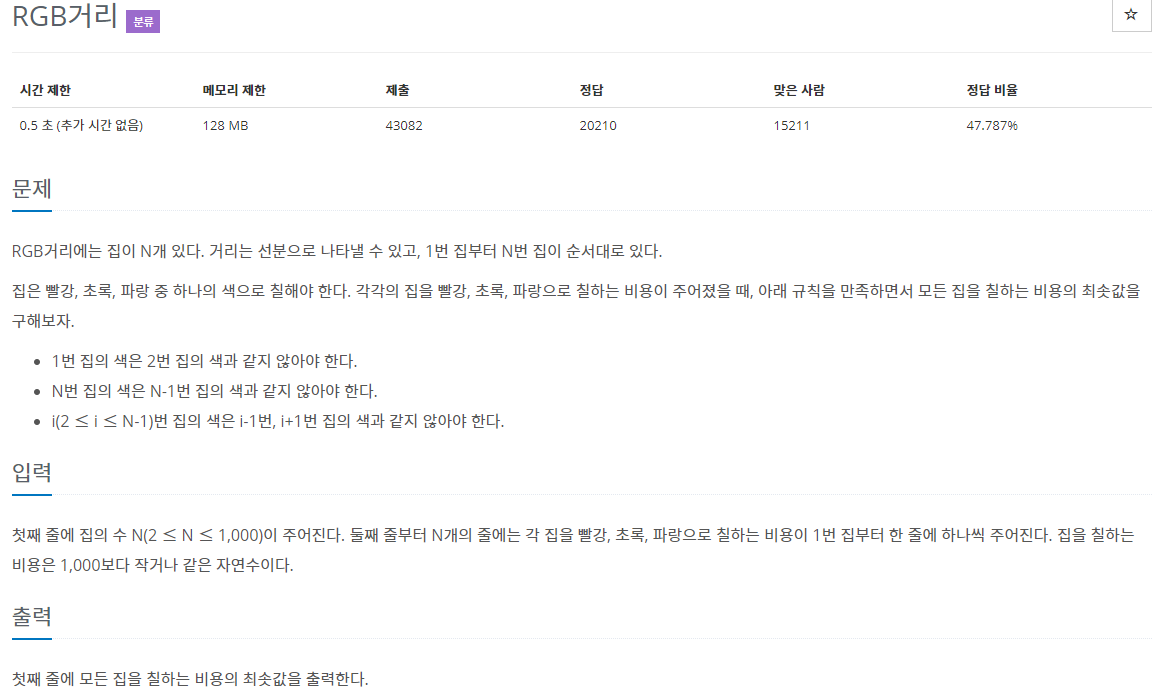 RGB거리 분류
☆
시간 제한 메모리 제한 제출 정답 맞은 사람 정답 비율
0.5 초 (추가 시간 없음) 128 MB 43082 20210 15211 47.787%
문제
RGB거리에는 집이 N개 있다. 거리는 선분으로 나타낼 수 있고, 1번 집부터 N번 집이 순서대로 있다.
집은 빨강, 초록, 파랑 중 하나의 색으로 칠해야 한다. 각각의 집을 빨강, 초록, 파랑으로 칠하는 비용이 주어졌을 때, 아래 규칙을 만족하면서 모든 집을 칠하는 비용의 최솟값을
구해보자.
• 1번 집의 색은 2번 집의 색과 같지 않아야 한다.
• N번 집의 색은 N-1번 집의 색과 같지 않아야 한다.
• i(2 ≤ i ≤ N-1)번 집의 색은 i-1번, i+1번 집의 색과 같지 않아야 한다.
입력
첫째 줄에 집의 수 N(2 ≤ N ≤ 1,000)이 주어진다. 둘째 줄부터 N개의 줄에는 각 집을 빨강, 초록, 파랑으로 칠하는 비용이 1번 집부터 한 줄에 하나씩 주어진다. 집을 칠하는
비용은 1,000보다 작거나 같은 자연수이다.
출력
첫째 줄에 모든 집을 칠하는 비용의 최솟값을 출력한다.